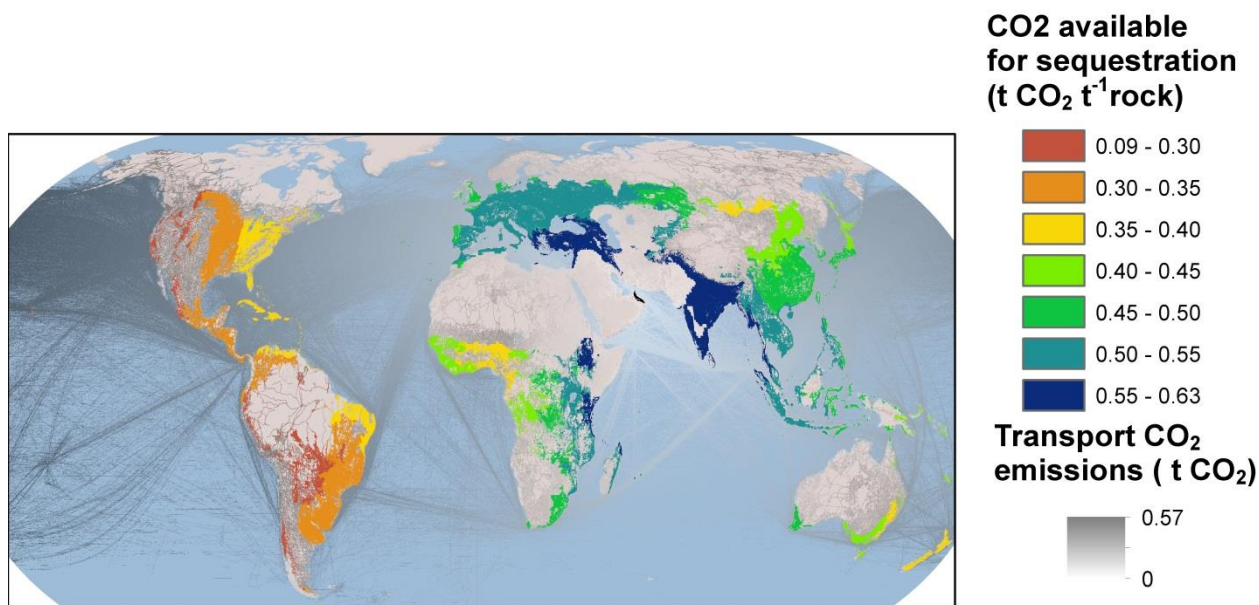 CO2 available
for sequestration
(t CO₂ t⁻¹rock)
0.09 - 0.30
0.30 - 0.35
0.35 - 0.40
0.40 - 0.45
0.45 - 0.50
0.50 - 0.55
0.55 - 0.63
Transport CO₂
emissions ( t CO₂)
0.57
0